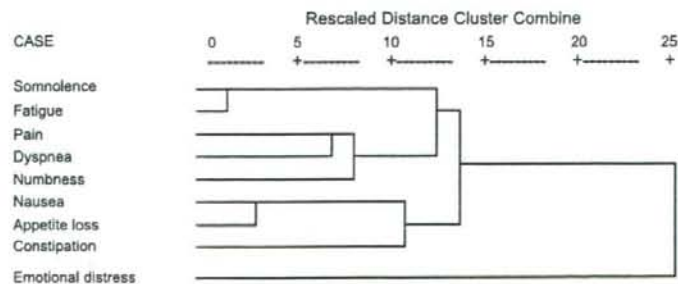 Rescaled Distance Cluster Combine
CASE 0 5 10 15 20 25
Somnolence
Fatigue
Pain
Dyspnea
Numbness
Nausea
Appetite loss
Constipation
Emotional distress